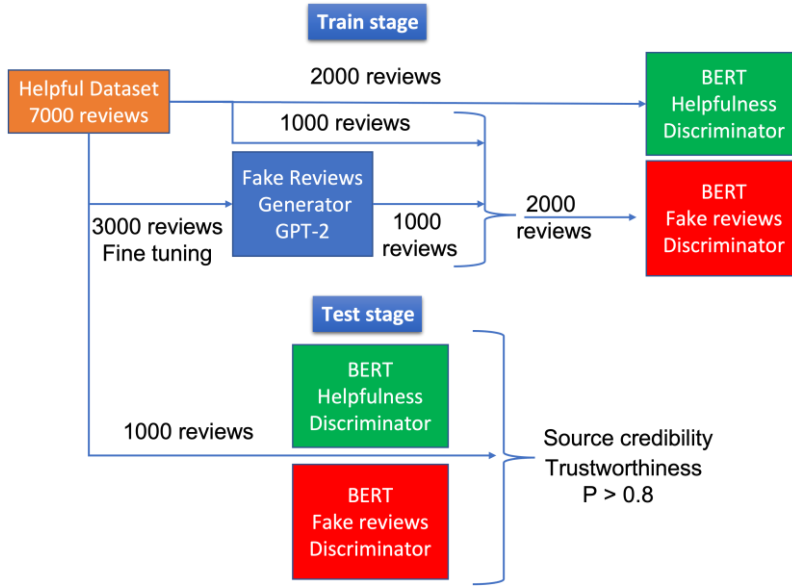 Train stage
2000 reviews
Helpful Dataset
7000 reviews
BERT
Helpfulness
Discriminator
1000 reviews
Fake Reviews
Generator
GPT-2
3000 reviews
Fine tuning
1000
reviews
2000
reviews
BERT
Fake reviews
Discriminator
Test stage
BERT
Helpfulness
Discriminator
1000 reviews
BERT
Fake reviews
Discriminator
Source credibility
Trustworthiness
P > 0.8